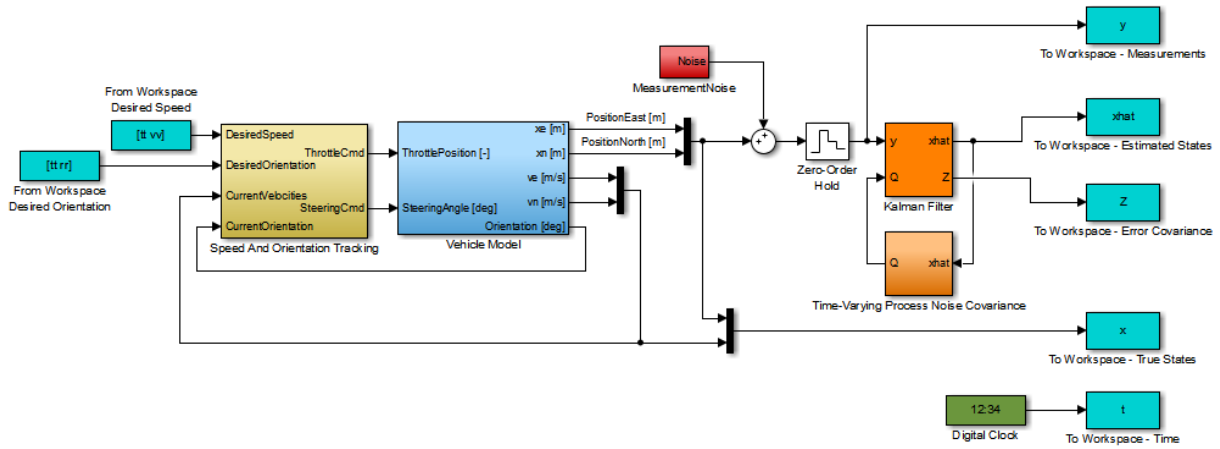 y
To Workspace - Measurements
Noise
MeasurementNoise
From Workspace
Desired Speed
[tt vv]
[tt rr]
From Workspace
Desired Orientation
DesiredSpeed
ThrottleCmd
DesiredOrientation
CurrentVelocities
SteeringCmd
CurrentOrientation
Speed And Orientation Tracking
ThrottlePosition [-]
SteeringAngle [deg]
xe [m]
xn [m]
ve [m/s]
vn [m/s]
Orientation [deg]
Vehicle Model
PositionEast [m]
PositionNorth [m]
+
+
Zero-Order
Hold
y
xhat
Q
Z
Kalman Filter
Q
xhat
Time-Varying Process Noise Covariance
xhat
To Workspace - Estimated States
Z
To Workspace - Error Covariance
x
To Workspace - True States
12:34
Digital Clock
t
To Workspace - Time